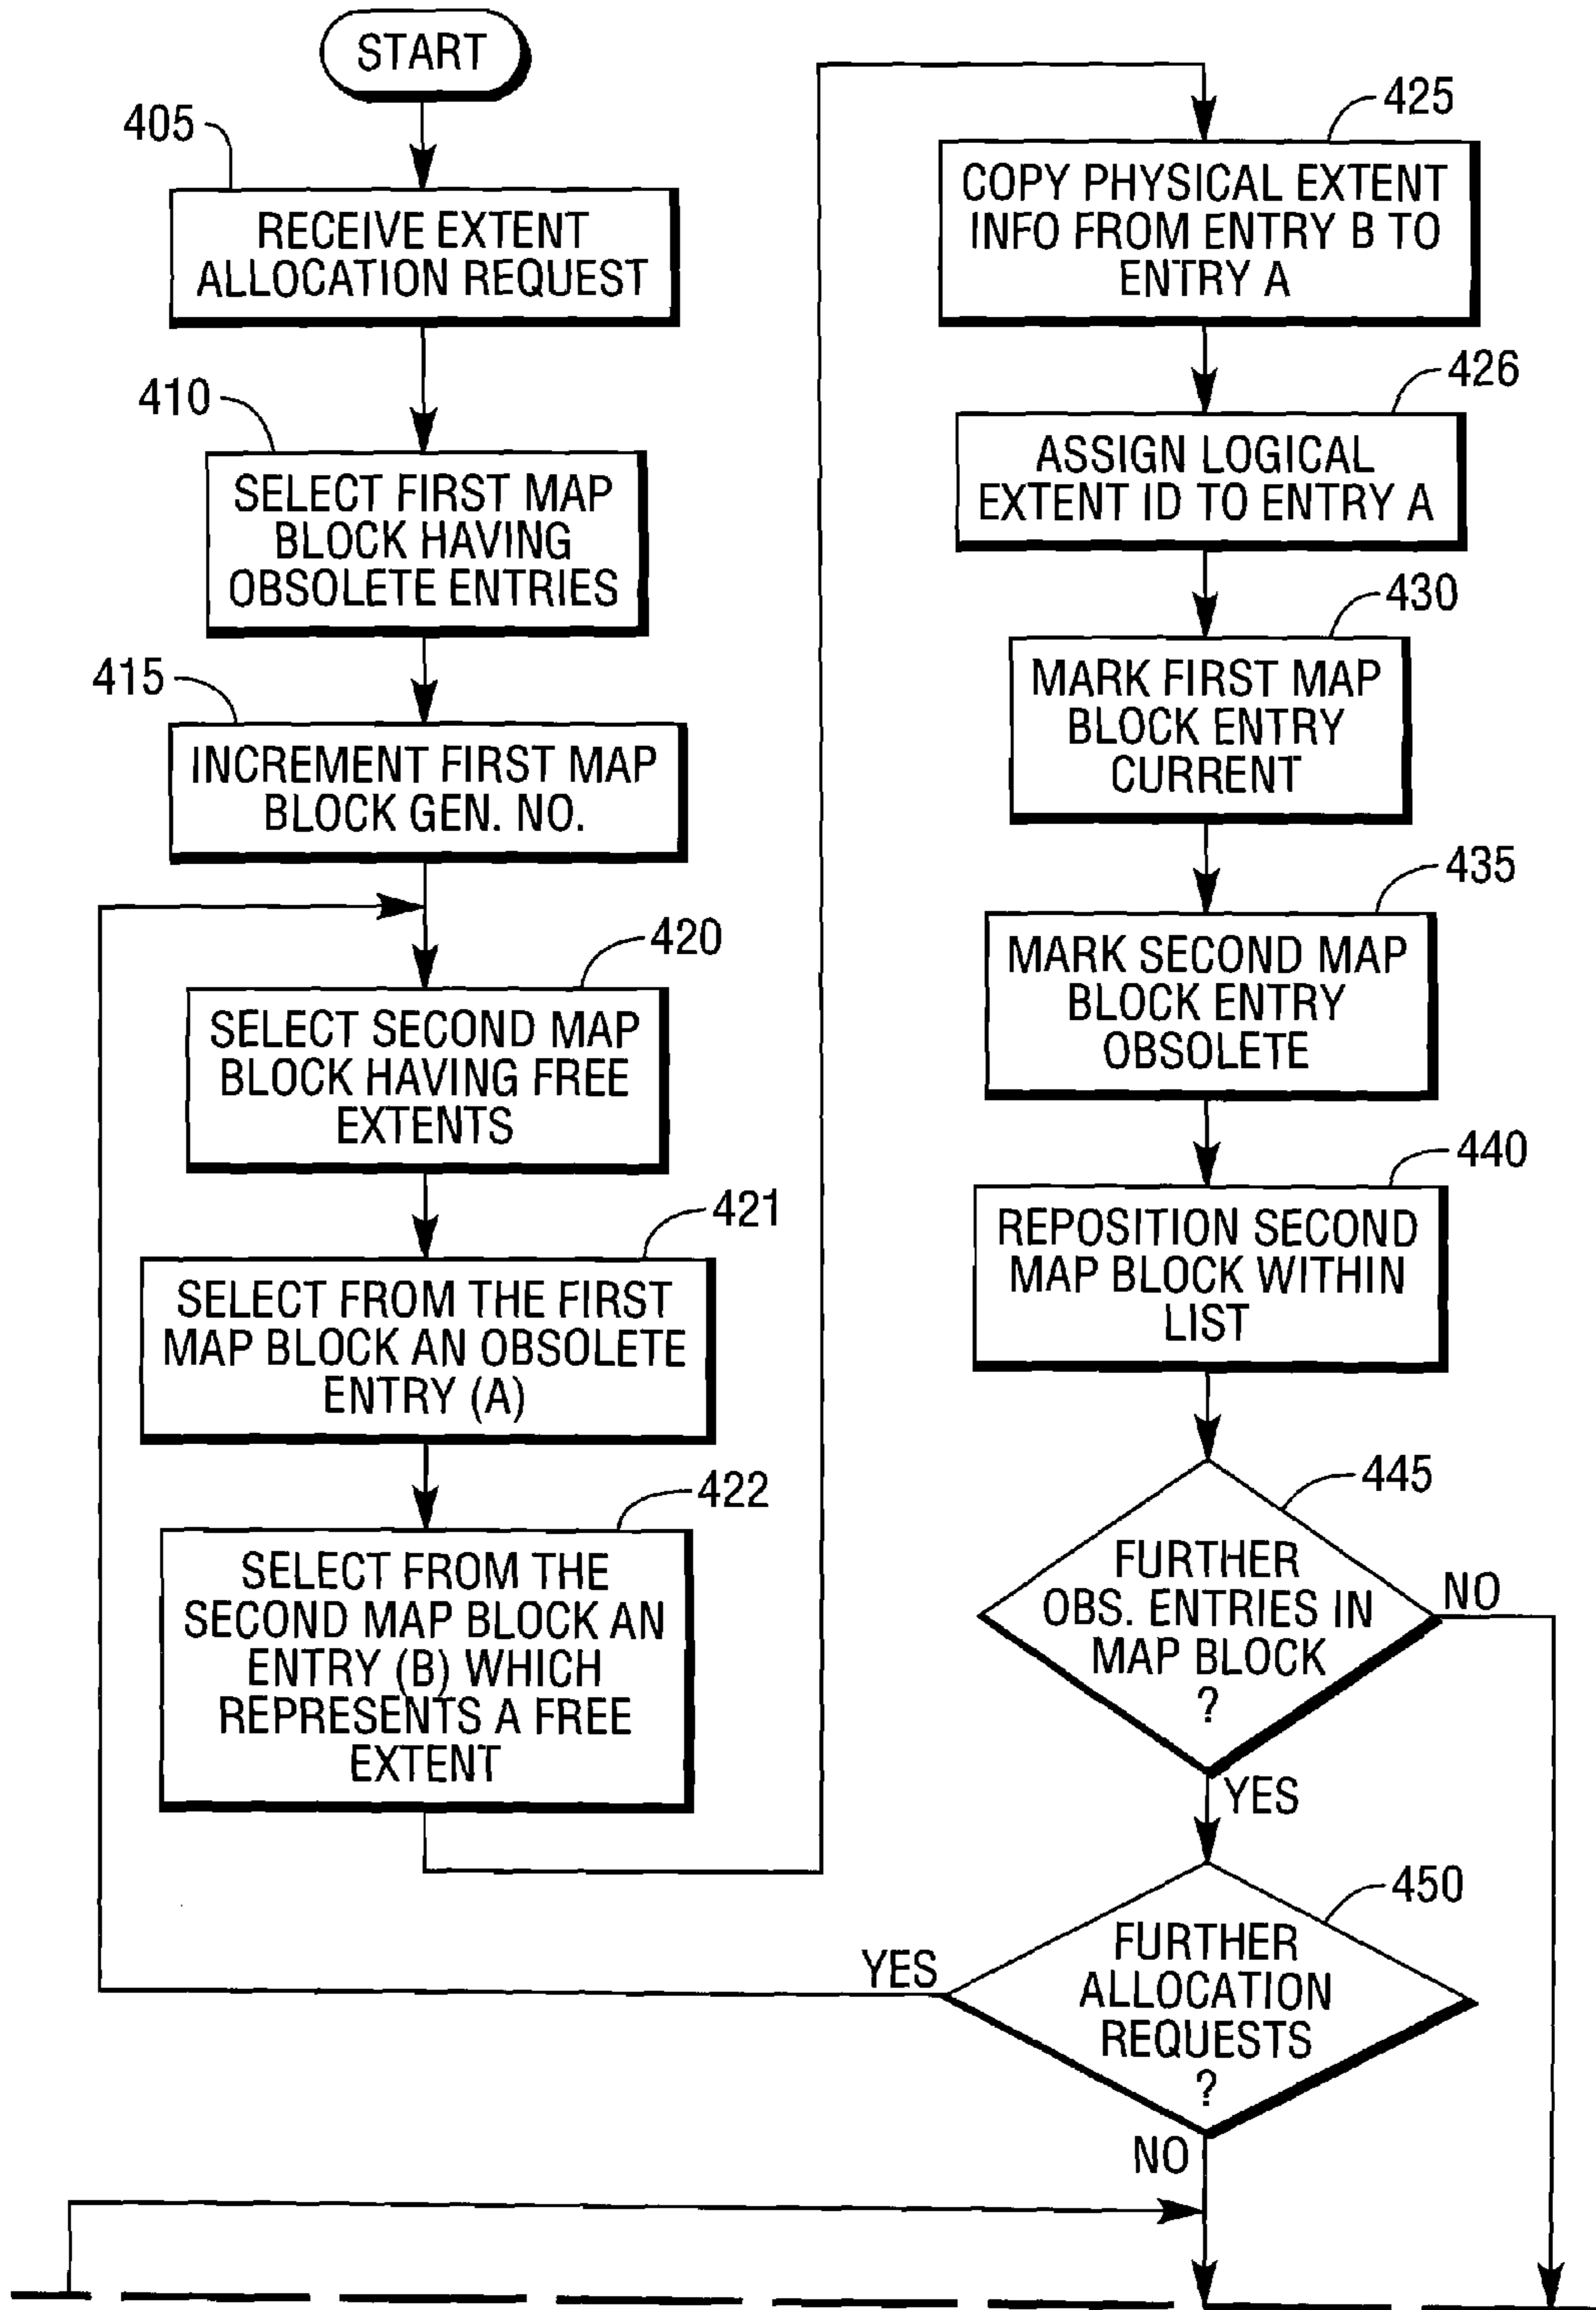 START
405
RECEIVE EXTENT
ALLOCATION REQUEST
410
SELECT FIRST MAP
BLOCK HAVING
OBSOLETE ENTRIES
415
INCREMENT FIRST MAP
BLOCK GEN. NO.
420
SELECT SECOND MAP
BLOCK HAVING FREE
EXTENTS
421
SELECT FROM THE FIRST
MAP BLOCK AN OBSOLETE
ENTRY (A)
422
SELECT FROM THE
SECOND MAP BLOCK AN
ENTRY (B) WHICH
REPRESENTS A FREE
EXTENT
425
COPY PHYSICAL EXTENT
INFO FROM ENTRY B TO
ENTRY A
426
ASSIGN LOGICAL
EXTENT ID TO ENTRY A
430
MARK FIRST MAP
BLOCK ENTRY
CURRENT
435
MARK SECOND MAP
BLOCK ENTRY
OBSOLETE
440
REPOSITION SECOND
MAP BLOCK WITHIN
LIST
445
FURTHER
OBS. ENTRIES IN
MAP BLOCK
?
NO
YES
450
FURTHER
ALLOCATION
REQUESTS
?
YES
NO